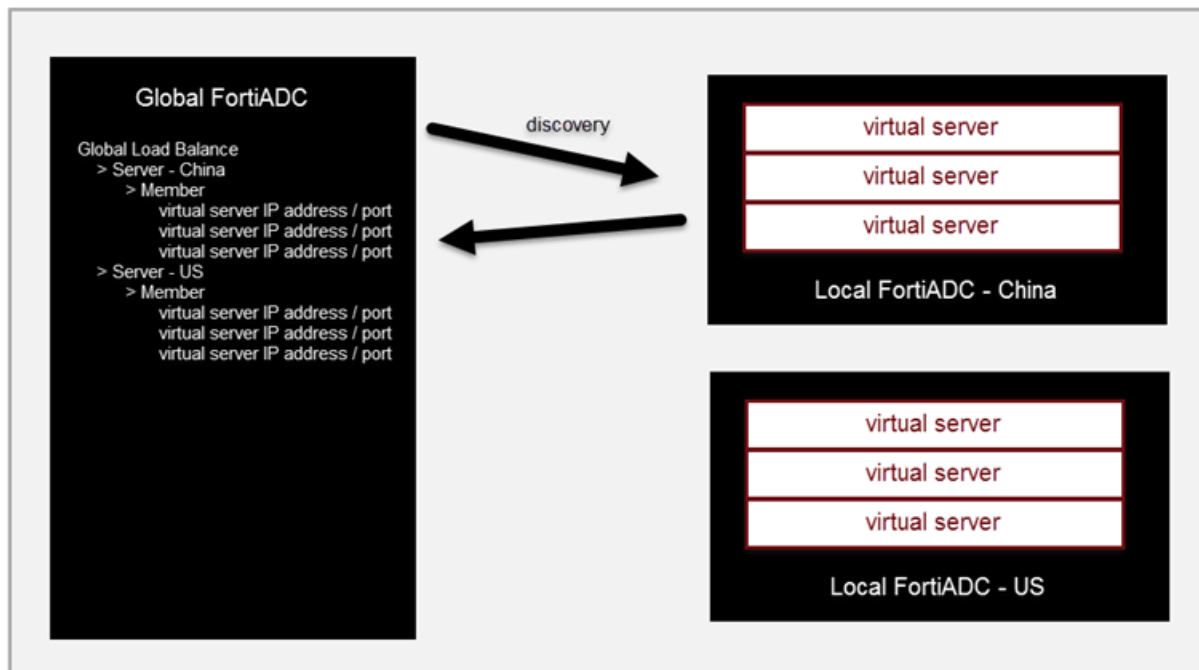 Global FortiADC
Global Load Balance
> Server - China
> Member
virtual server IP address / port
virtual server IP address / port
virtual server IP address / port
> Server - US
> Member
virtual server IP address / port
virtual server IP address / port
virtual server IP address / port
discovery
virtual server
virtual server
virtual server
Local FortiADC - China
virtual server
virtual server
virtual server
Local FortiADC - US